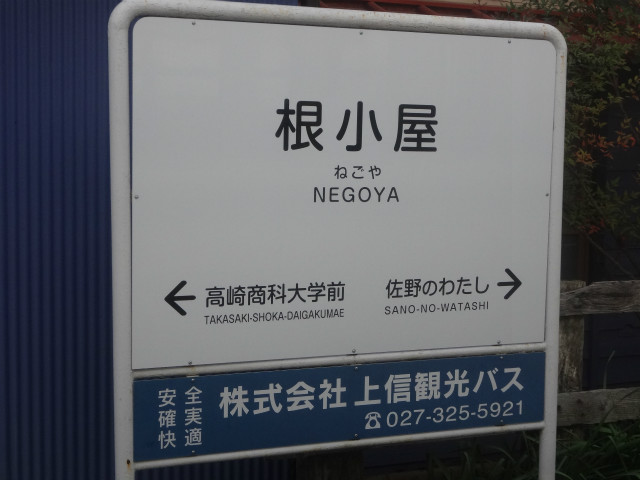 根小屋
ねごや
NEGOYA
← 高崎商科大学前 佐野のわたし →
TAKASAKI-SHOKA-DAIGAKUMAE SANO-NO-WATASHI
安全 確実 快適 株式会社 上信観光バス
☎ 027-325-5921